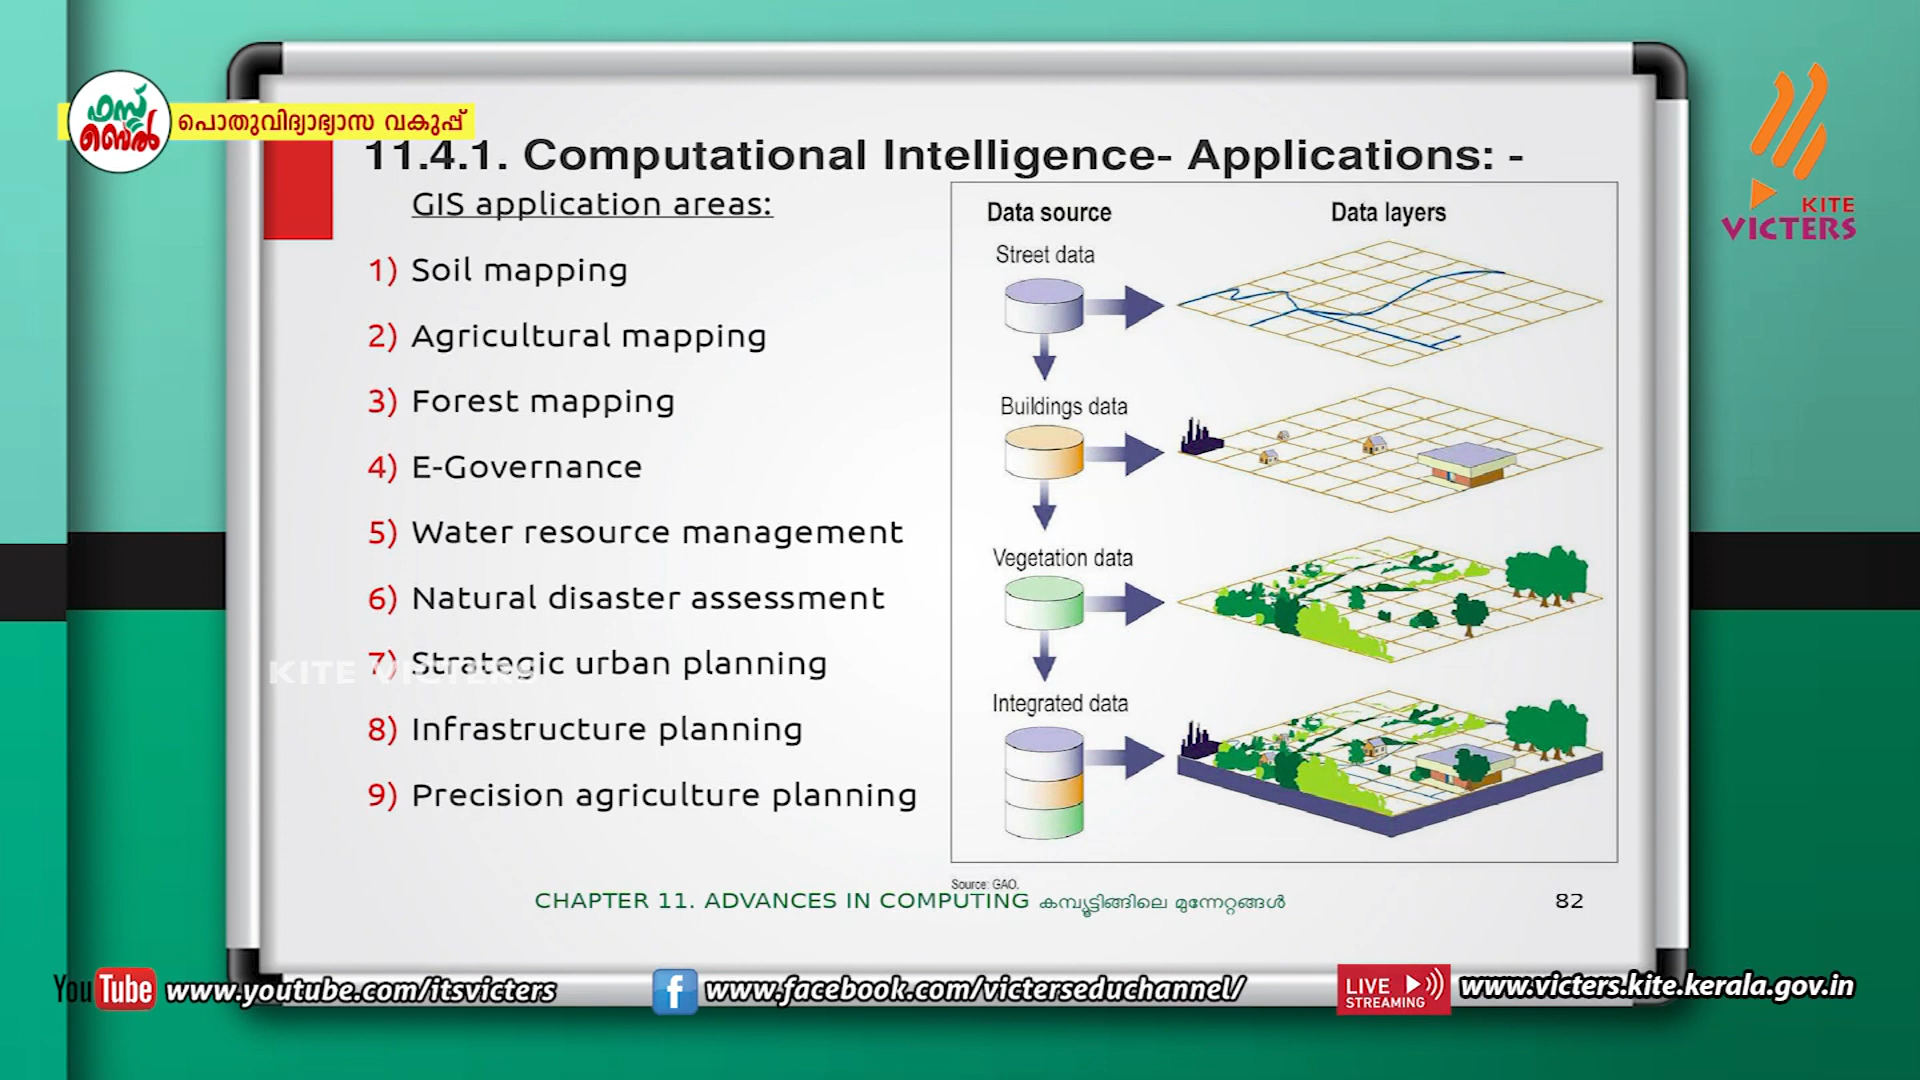 ഫസ്റ്റ്
ബെൽ
പൊതുവിദ്യാഭ്യാസ വകുപ്പ്
KITE
VICTERS
11.4.1. Computational Intelligence- Applications: -
GIS application areas:
1) Soil mapping
2) Agricultural mapping
3) Forest mapping
4) E-Governance
5) Water resource management
6) Natural disaster assessment
7) Strategic urban planning
8) Infrastructure planning
9) Precision agriculture planning
KITE VICTERS
Data source Data layers
Street data
Buildings data
Vegetation data
Integrated data
Source: GAO.
CHAPTER 11. ADVANCES IN COMPUTING കമ്പ്യൂട്ടിങ്ങിലെ മുന്നേറ്റങ്ങൾ 82
YouTube www.youtube.com/itsvicters
f www.facebook.com/victerseduchannel/
LIVE
STREAMING
www.victers.kite.kerala.gov.in